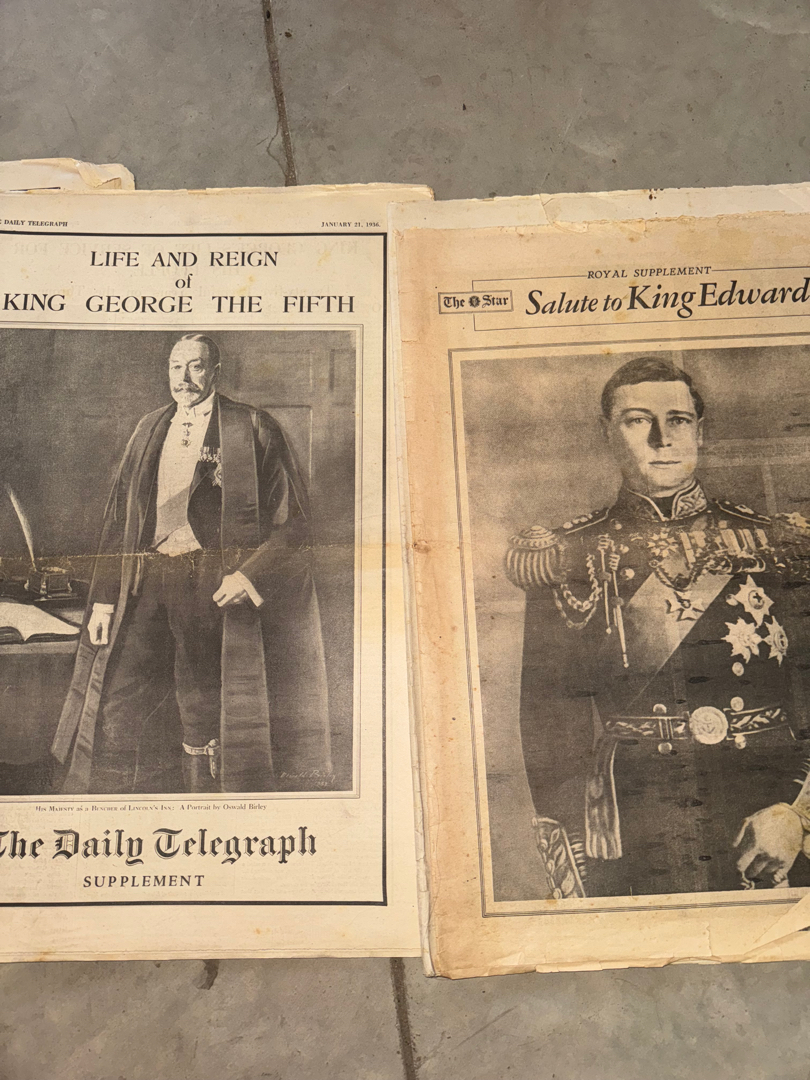 E DAILY TELEGRAPH
JANUARY 21, 1936.
LIFE AND REIGN
of
KING GEORGE THE FIFTH
HIS MAJESTY as a BENCHER of LINCOLN'S INN: A Portrait by Oswald Birley
The Daily Telegraph
SUPPLEMENT
ROYAL SUPPLEMENT
The Star
Salute to King Edward